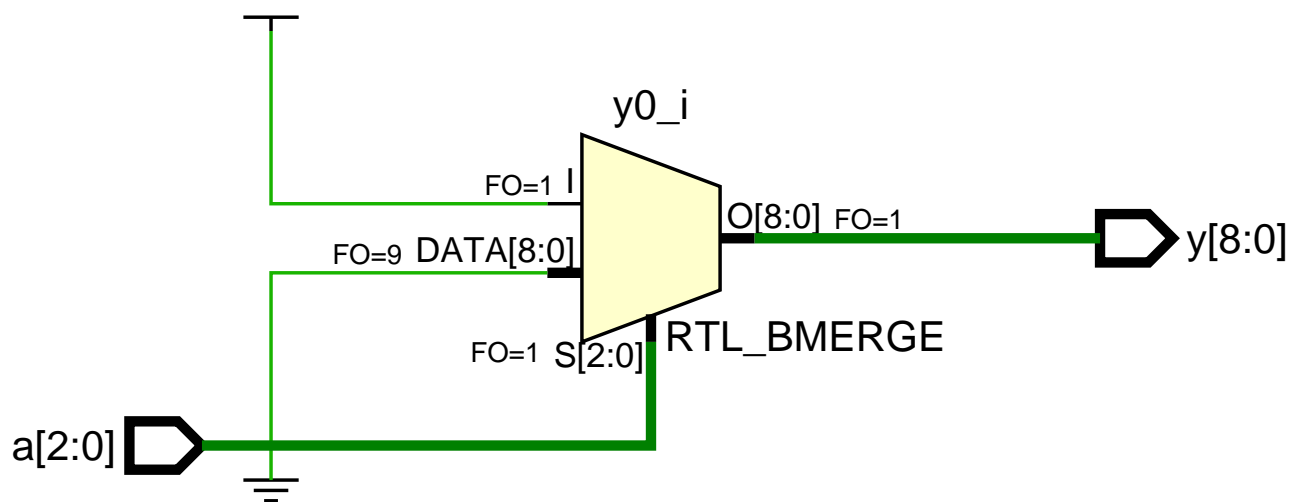 y0_i
FO=1 I
O[8:0] FO=1
FO=9 DATA[8:0]
y[8:0]
FO=1 S[2:0]
RTL_BMERGE
a[2:0]